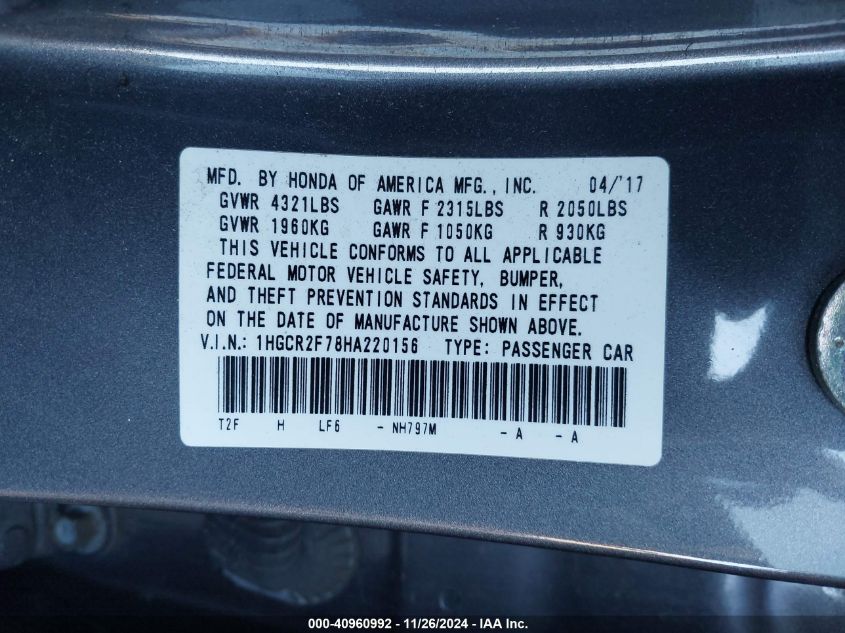 MFD. BY HONDA OF AMERICA MFG., INC. 04/'17
GVWR 4321LBS GAWR F 2315LBS R 2050LBS
GVWR 1960KG GAWR F 1050KG R 930KG
THIS VEHICLE CONFORMS TO ALL APPLICABLE
FEDERAL MOTOR VEHICLE SAFETY, BUMPER,
AND THEFT PREVENTION STANDARDS IN EFFECT
ON THE DATE OF MANUFACTURE SHOWN ABOVE.
V.I.N.: 1HGCR2F78HA220156 TYPE: PASSENGER CAR
T2F H LF6 - NH797M - A - A
000-40960992 — 11/26/2024 - IAA Inc.